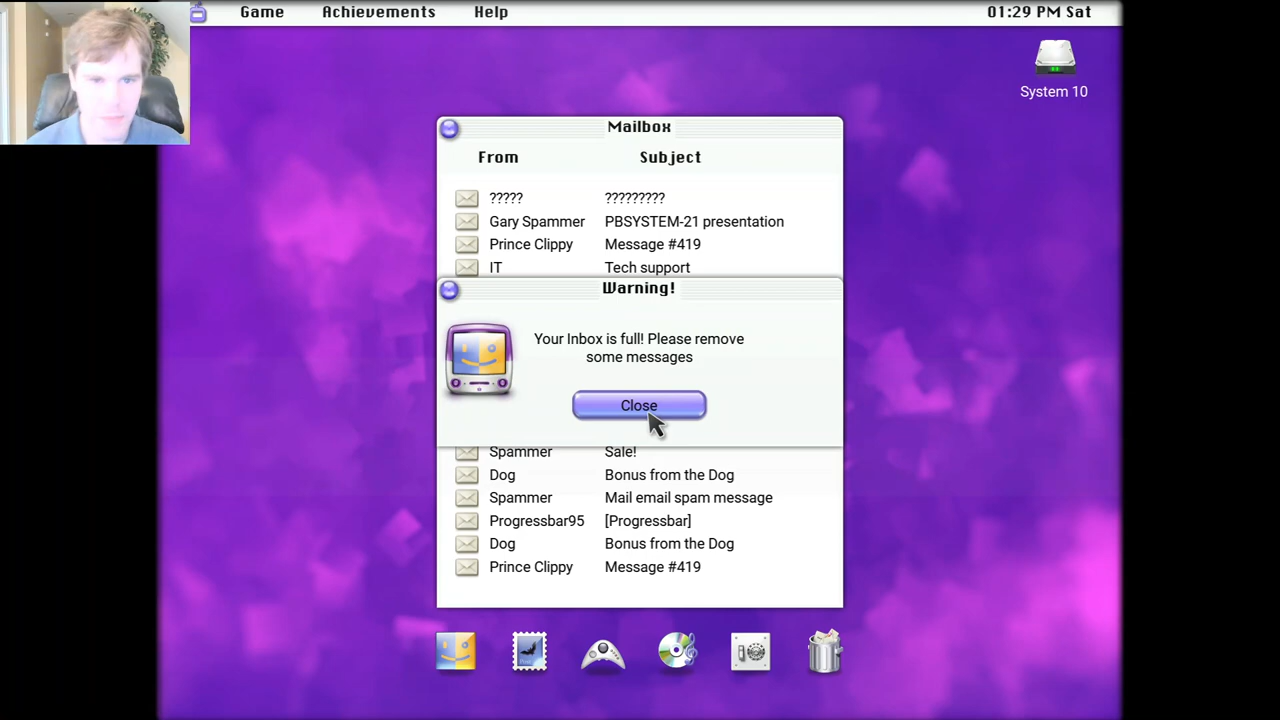 Game Achievements Help 01:29 PM Sat
System 10
Mailbox
From Subject
????? ?????????
Gary Spammer PBSYSTEM-21 presentation
Prince Clippy Message #419
IT Tech support
Warning!
Your Inbox is full! Please remove
some messages
Close
Spammer Sale!
Dog Bonus from the Dog
Spammer Mail email spam message
Progressbar95 [Progressbar]
Dog Bonus from the Dog
Prince Clippy Message #419